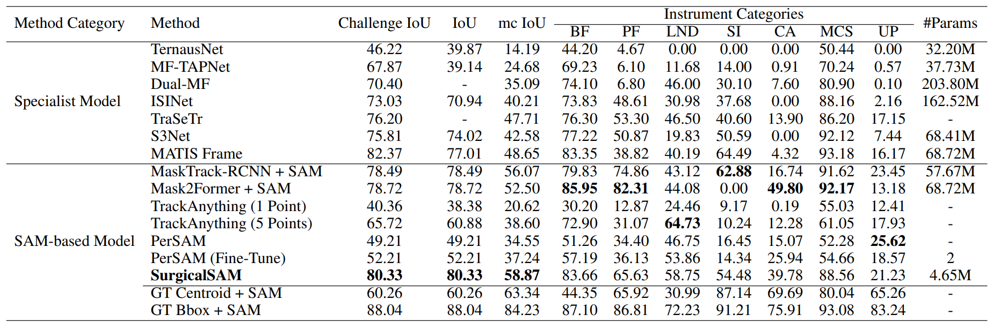 Method Category Method Challenge IoU IoU mc IoU Instrument Categories #Params
BF PF LND SI CA MCS UP
Specialist Model
TernausNet 46.22 39.87 14.19 44.20 4.67 0.00 0.00 0.00 50.44 0.00 32.20M
MF-TAPNet 67.87 39.14 24.68 69.23 6.10 11.68 14.00 0.91 70.24 0.57 37.73M
Dual-MF 70.40 - 35.09 74.10 6.80 46.00 30.10 7.60 80.90 0.10 203.80M
ISINet 73.03 70.94 40.21 73.83 48.61 30.98 37.68 0.00 88.16 2.16 162.52M
TraSeTr 76.20 - 47.71 76.30 53.30 46.50 40.60 13.90 86.20 17.15 -
S3Net 75.81 74.02 42.58 77.22 50.87 19.83 50.59 0.00 92.12 7.44 68.41M
MATIS Frame 82.37 77.01 48.65 83.35 38.82 40.19 64.49 4.32 93.18 16.17 68.72M
SAM-based Model
MaskTrack-RCNN + SAM 78.49 78.49 56.07 79.83 74.86 43.12 62.88 16.74 91.62 23.45 57.67M
Mask2Former + SAM 78.72 78.72 52.50 85.95 82.31 44.08 0.00 49.80 92.17 13.18 68.72M
TrackAnything (1 Point) 40.36 38.38 20.62 30.20 12.87 24.46 9.17 0.19 55.03 12.41 -
TrackAnything (5 Points) 65.72 60.88 38.60 72.90 31.07 64.73 10.24 12.28 61.05 17.93 -
PerSAM 49.21 49.21 34.55 51.26 34.40 46.75 16.45 15.07 52.28 25.62 -
PerSAM (Fine-Tune) 52.21 52.21 37.24 57.19 36.13 53.86 14.34 25.94 54.66 18.57 2
SurgicalSAM 80.33 80.33 58.87 83.66 65.63 58.75 54.48 39.78 88.56 21.23 4.65M
GT Centroid + SAM 60.26 60.26 63.34 44.35 65.92 30.99 87.14 69.69 80.04 65.26 -
GT Bbox + SAM 88.04 88.04 84.23 87.10 86.81 72.23 91.21 75.91 93.08 83.24 -